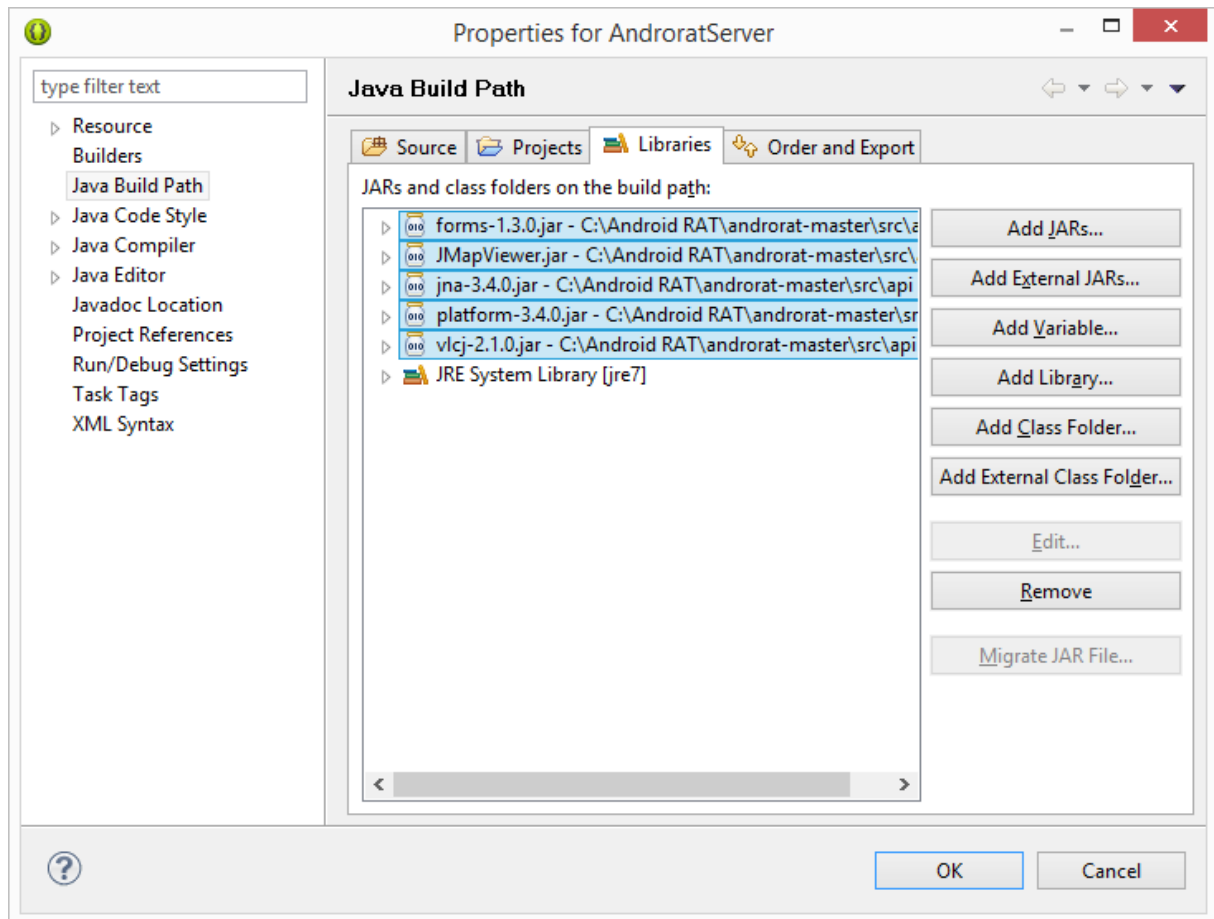 Properties for AndroratServer
type filter text
Resource
Builders
Java Build Path
Java Code Style
Java Compiler
Java Editor
Javadoc Location
Project References
Run/Debug Settings
Task Tags
XML Syntax
Java Build Path
Source
Projects
Libraries
Order and Export
JARs and class folders on the build path:
forms-1.3.0.jar - C:\Android RAT\androrat-master\src\a
JMapViewer.jar - C:\Android RAT\androrat-master\src\
jna-3.4.0.jar - C:\Android RAT\androrat-master\src\api
platform-3.4.0.jar - C:\Android RAT\androrat-master\sr
vlcj-2.1.0.jar - C:\Android RAT\androrat-master\src\api
JRE System Library [jre7]
Add JARs...
Add External JARs...
Add Variable...
Add Library...
Add Class Folder...
Add External Class Folder...
Edit...
Remove
Migrate JAR File...
OK
Cancel